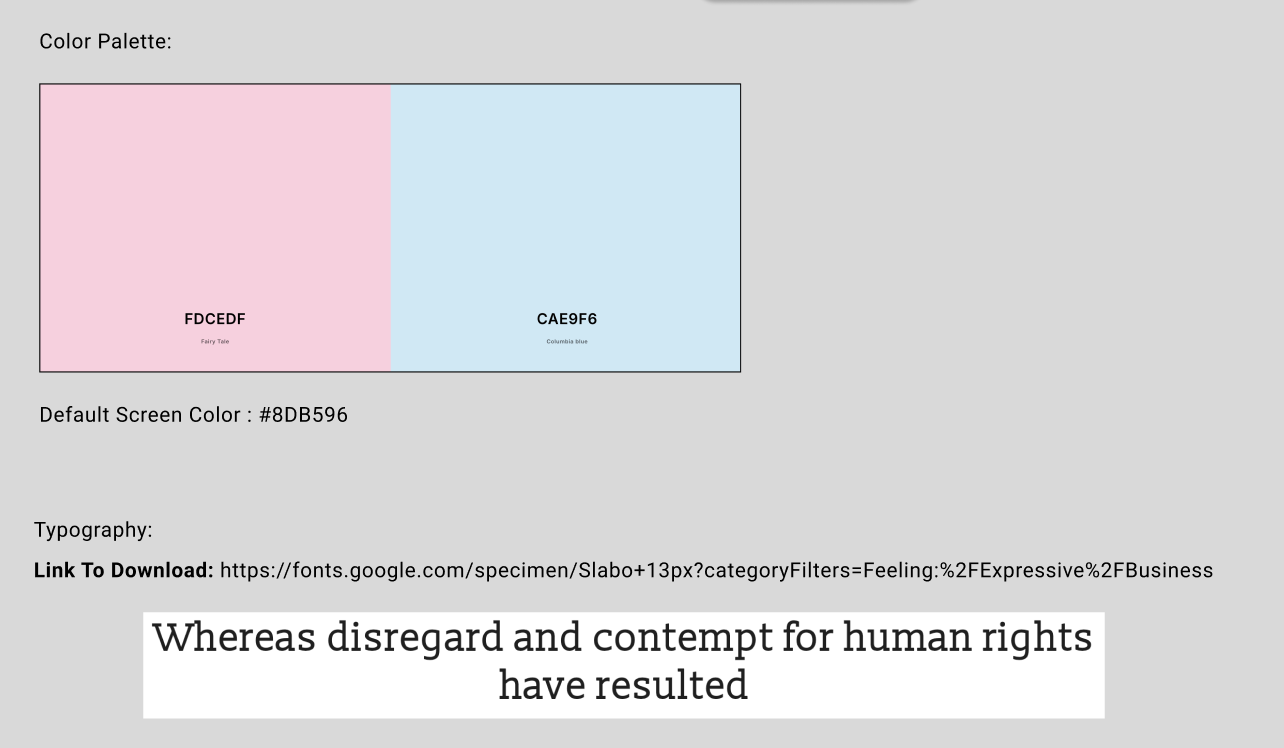 Color Palette:
FDCEDF
CAE9F6
Fairy Tale
Columbia blue
Default Screen Color : #8DB596
Typography:
Link To Download: https://fonts.google.com/specimen/Slabo+13px?categoryFilters=Feeling:%2FExpressive%2FBusiness
Whereas disregard and contempt for human rights
have resulted